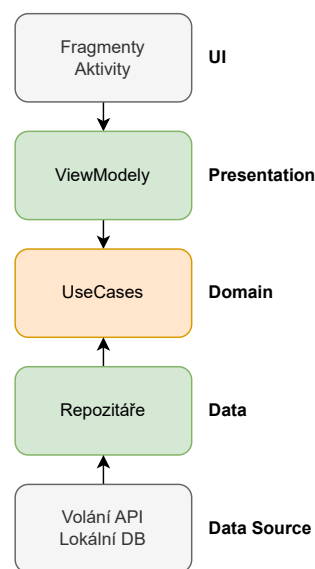 Fragmenty
Aktivity
UI
ViewModely
Presentation
UseCases
Domain
Repozitáře
Data
Volání API
Lokální DB
Data Source